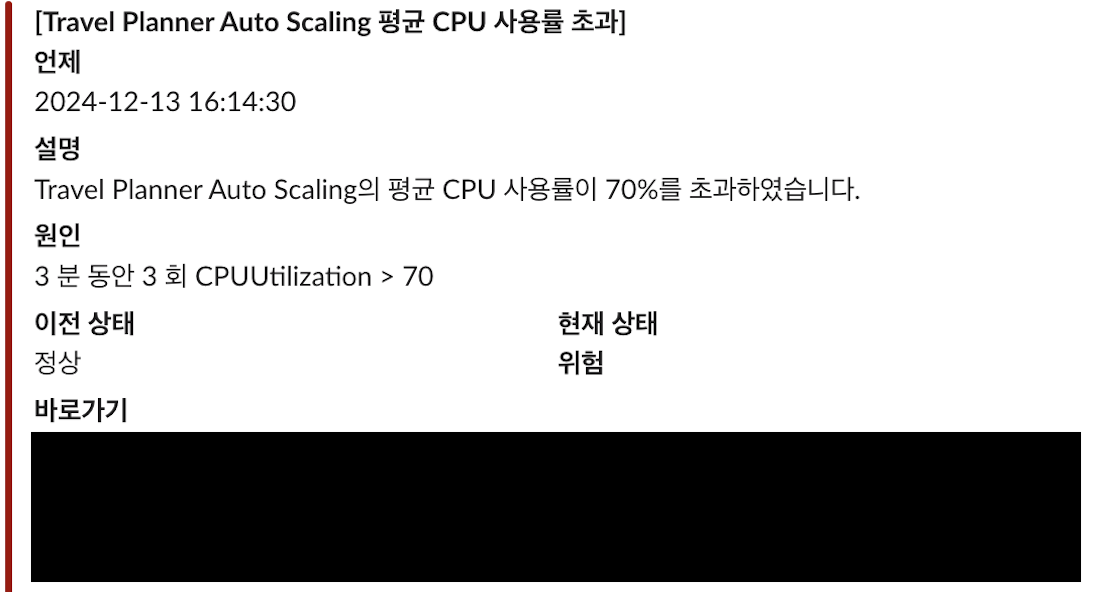 [Travel Planner Auto Scaling 평균 CPU 사용률 초과]
언제
2024-12-13 16:14:30
설명
Travel Planner Auto Scaling의 평균 CPU 사용률이 70%를 초과하였습니다.
원인
3 분 동안 3 회 CPUUtilization > 70
이전 상태
현재 상태
정상
위험
바로가기